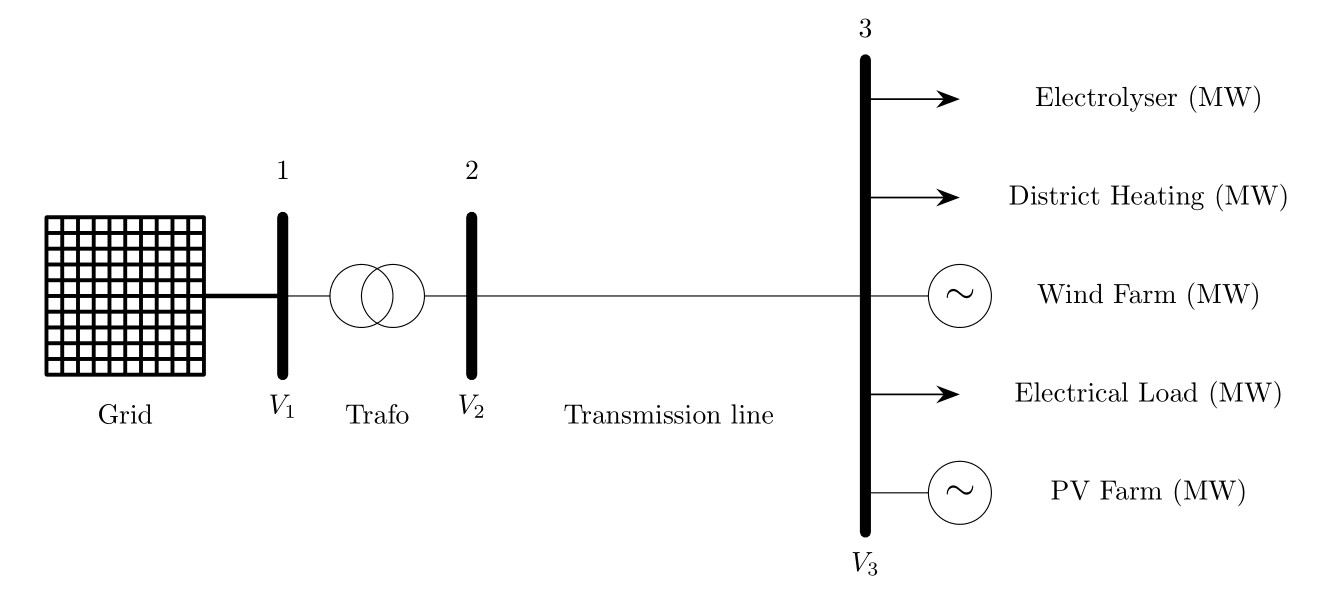 3
Electrolyser (MW)
1
2
District Heating (MW)
~
Wind Farm (MW)
Electrical Load (MW)
Grid
V1
Trafo
V2
Transmission line
~
PV Farm (MW)
V3